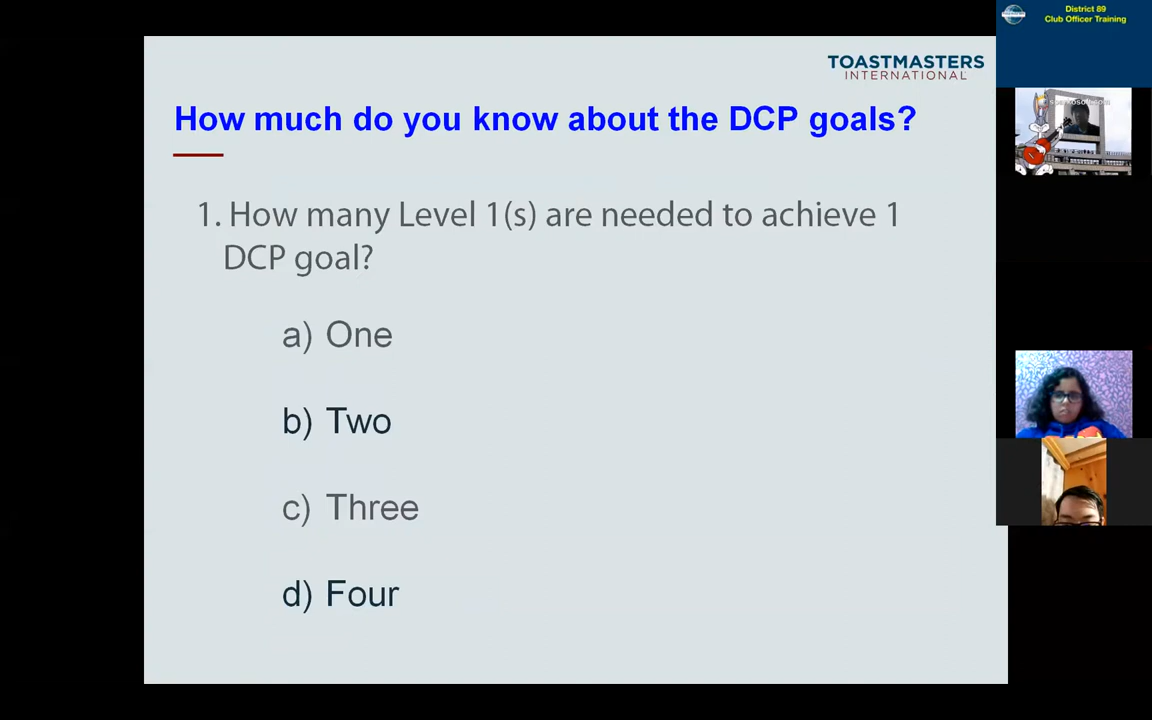 District 89
Club Officer Training
TOASTMASTERS
INTERNATIONAL
How much do you know about the DCP goals?
1. How many Level 1(s) are needed to achieve 1
DCP goal?
a) One
b) Two
c) Three
d) Four